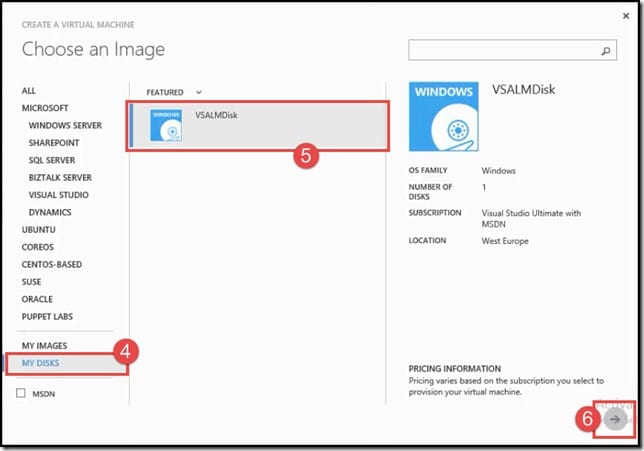 CREATE A VIRTUAL MACHINE
Choose an Image
ALL
MICROSOFT
WINDOWS SERVER
SHAREPOINT
SQL SERVER
BIZTALK SERVER
VISUAL STUDIO
DYNAMICS
UBUNTU
COREOS
CENTOS-BASED
SUSE
ORACLE
PUPPET LABS
MY IMAGES
MY DISKS
4
MSDN
FEATURED
WINDOWS
VSALMDisk
5
WINDOWS
VSALMDisk
OS FAMILY Windows
NUMBER OF
DISKS 1
SUBSCRIPTION Visual Studio Ultimate with
MSDN
LOCATION West Europe
PRICING INFORMATION
Pricing varies based on the subscription you select to
provision your virtual machine.
6